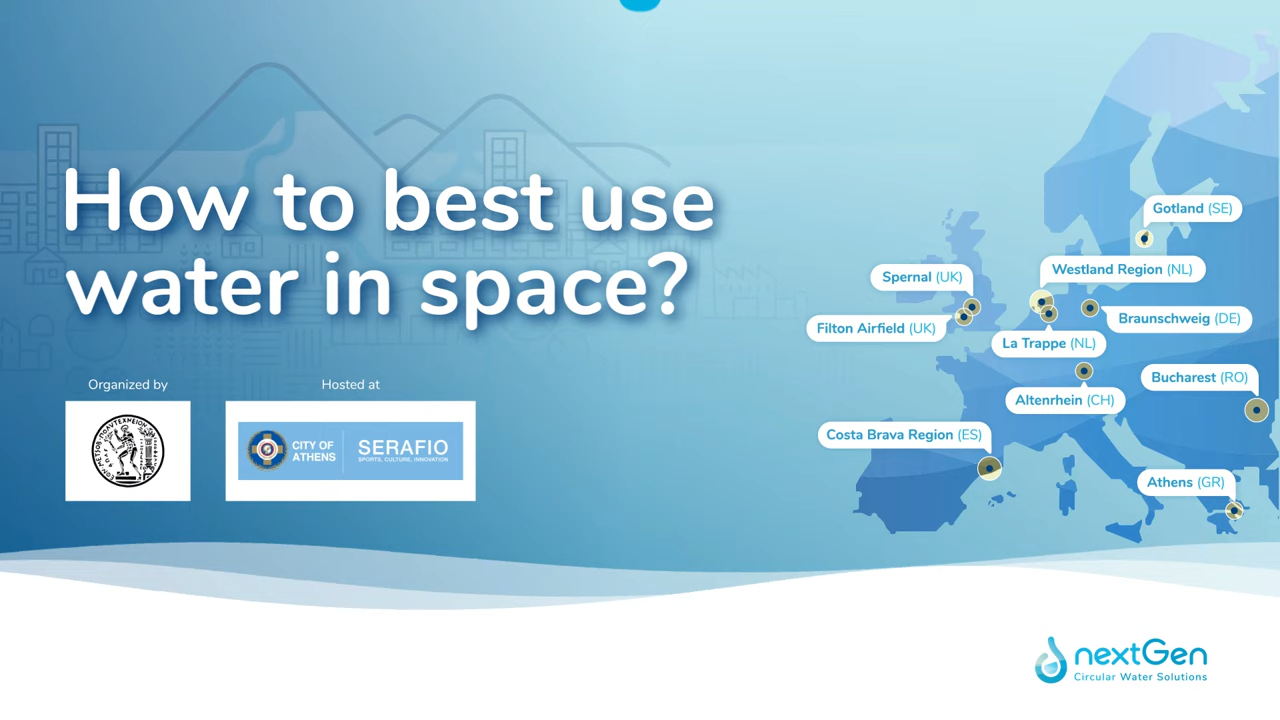 How to best use
water in space?
Organized by
Hosted at
CITY OF
ATHENS
SERAFIO
SPORTS, CULTURE, INNOVATION
Gotland (SE)
Westland Region (NL)
Spernal (UK)
Filton Airfield (UK)
Braunschweig (DE)
La Trappe (NL)
Bucharest (RO)
Altenrhein (CH)
Costa Brava Region (ES)
Athens (GR)
nextGen
Circular Water Solutions